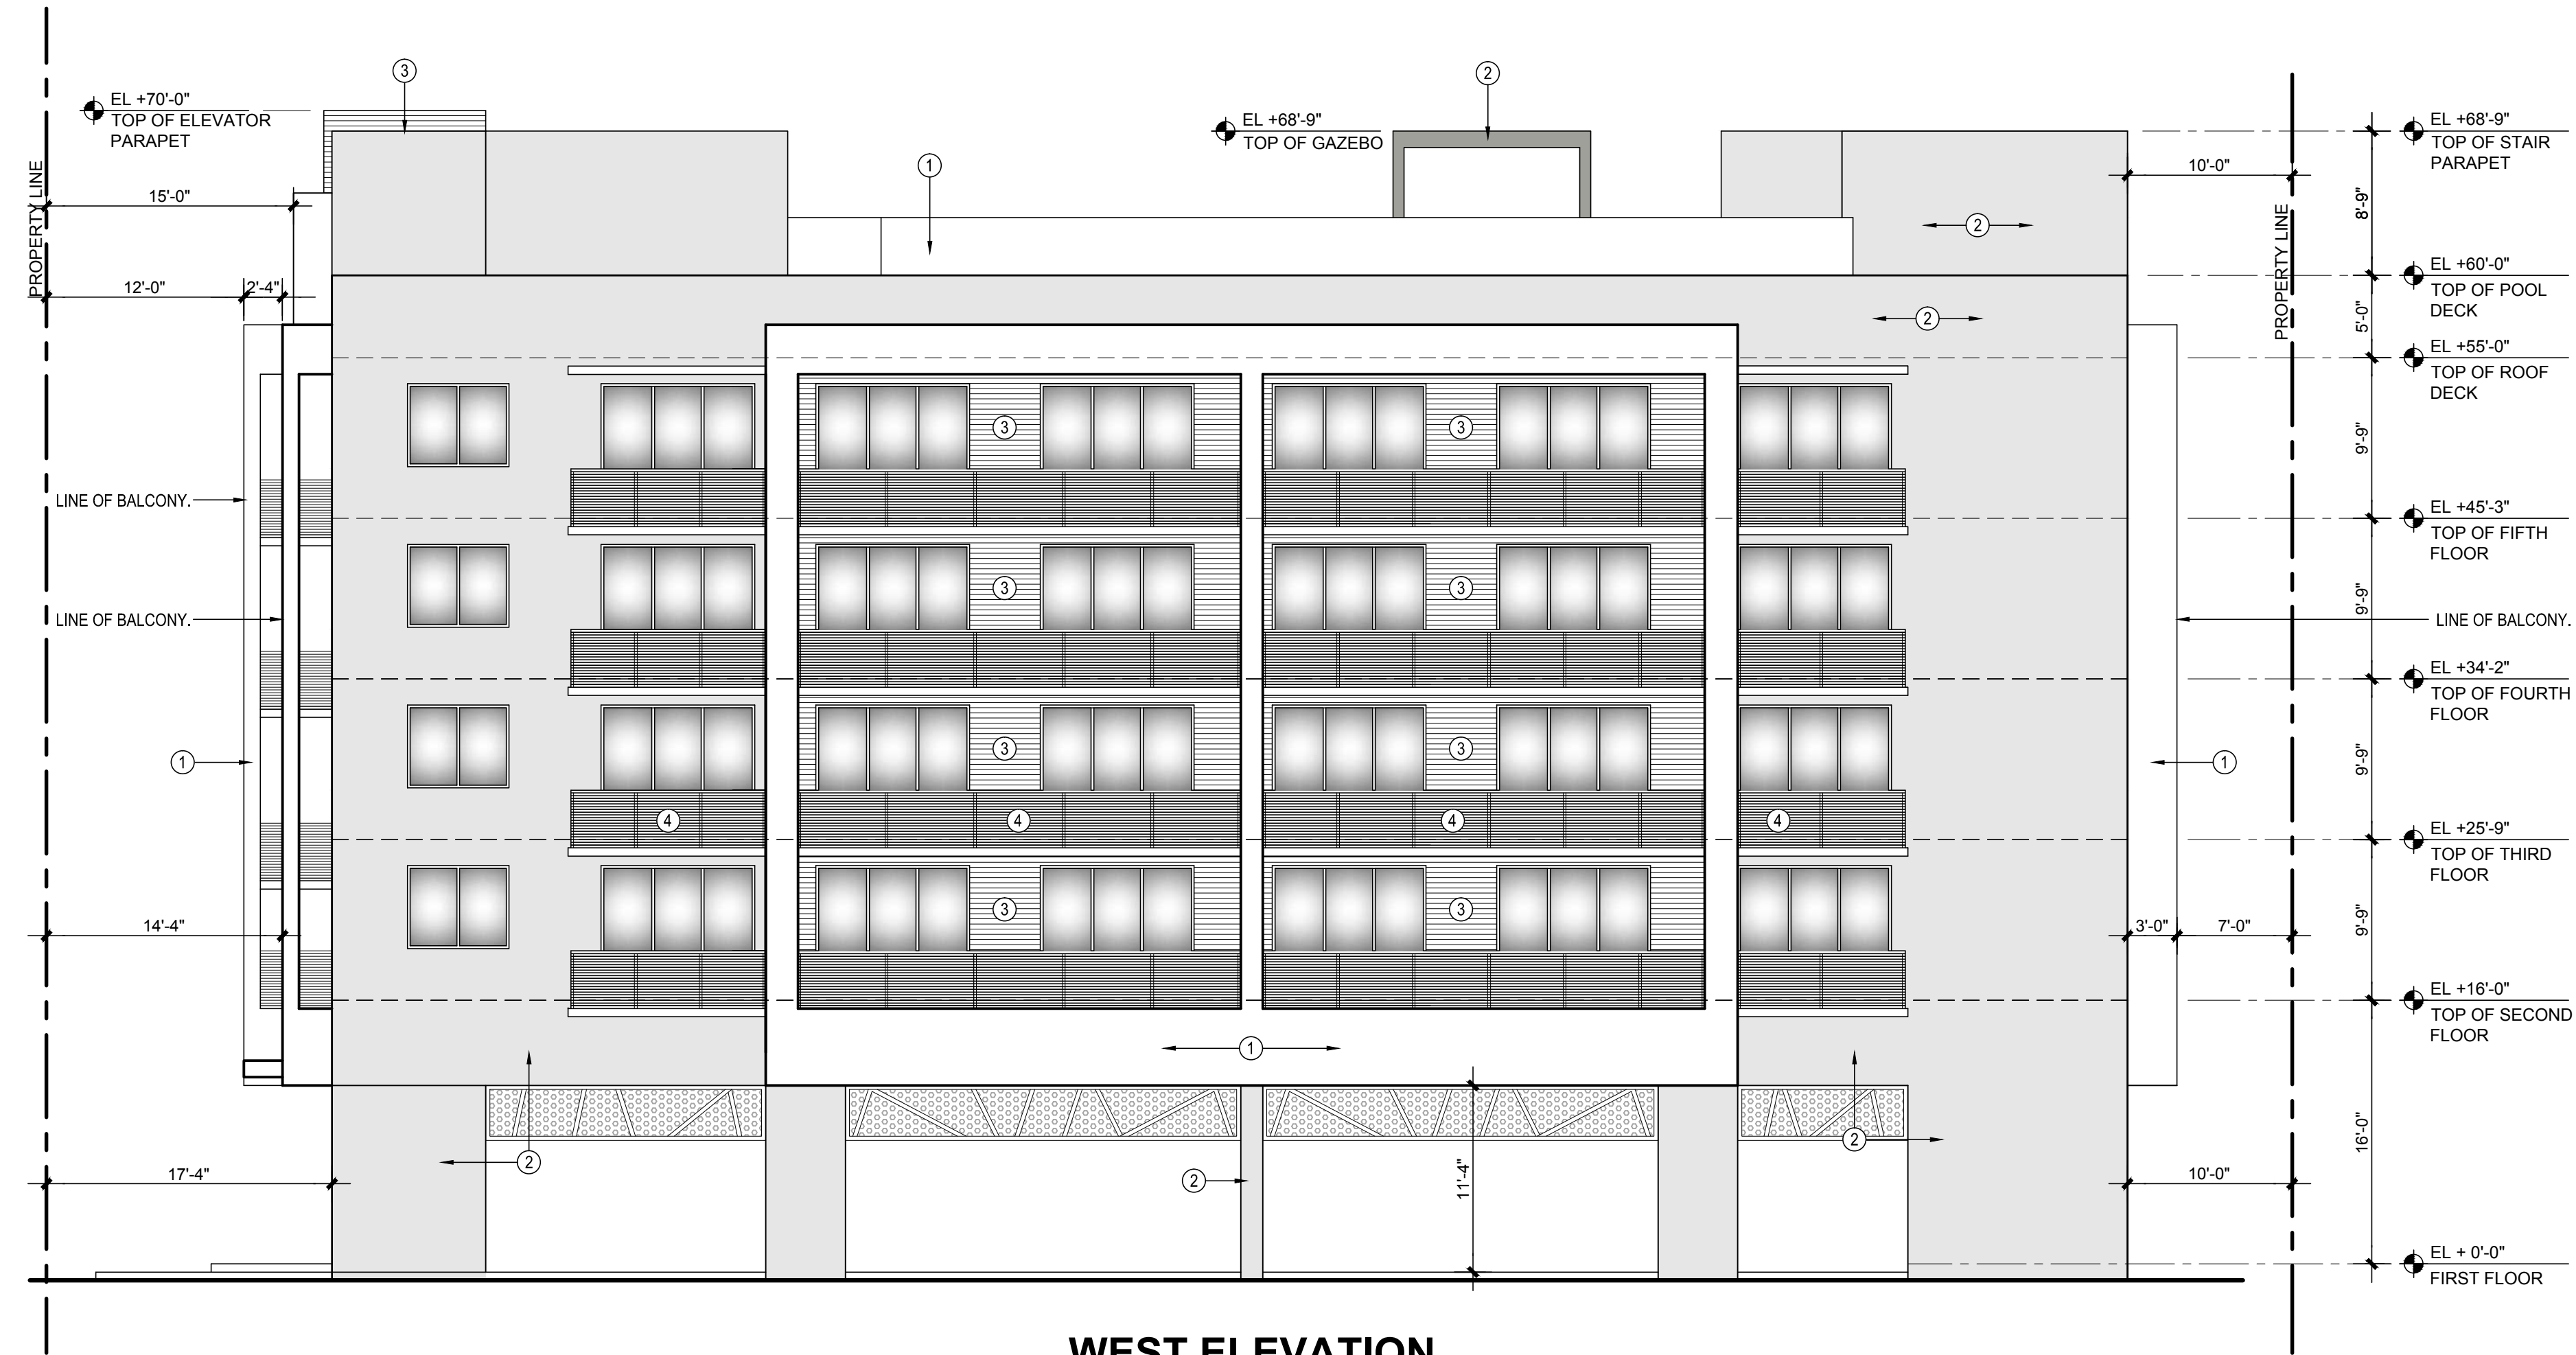 3
2
EL +70'-0"
TOP OF ELEVATOR
PARAPET
EL +68'-9"
TOP OF GAZEBO
EL +68'-9"
TOP OF STAIR
PARAPET
1
10'-0"
PROPERTY LINE
15'-0"
8'-9"
PROPERTY LINE
2
EL +60'-0"
TOP OF POOL
DECK
12'-0"
2'-4"
2
5'-0"
EL +55'-0"
TOP OF ROOF
DECK
3
3
9'-9"
LINE OF BALCONY.
EL +45'-3"
TOP OF FIFTH
FLOOR
3
3
9'-9"
LINE OF BALCONY.
LINE OF BALCONY.
EL +34'-2"
TOP OF FOURTH
FLOOR
3
3
9'-9"
1
1
4
4
4
4
EL +25'-9"
TOP OF THIRD
FLOOR
3
3
9'-9"
14'-4"
3'-0"
7'-0"
EL +16'-0"
TOP OF SECOND
FLOOR
1
16'-0"
2
2
17'-4"
2
11'-4"
10'-0"
EL + 0'-0"
FIRST FLOOR
WEST ELEVATION